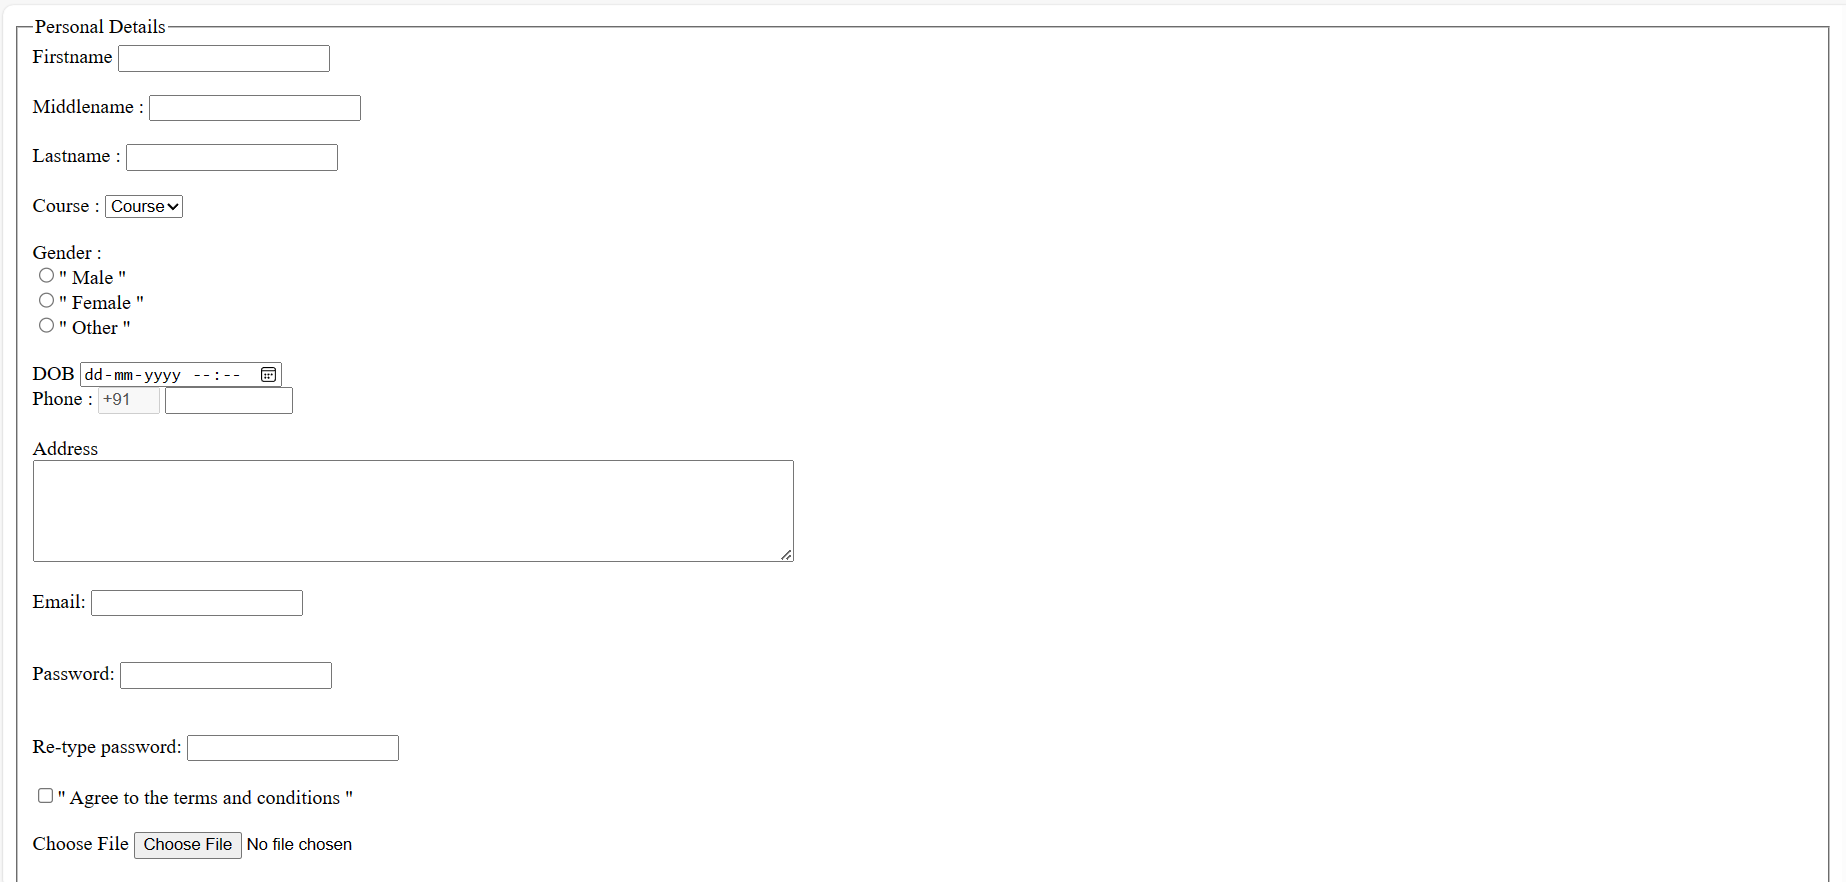 Personal Details
Firstname
Middlename :
Lastname :
Course : Course
Gender :
" Male "
" Female "
" Other "
DOB dd-mm-yyyy --:--
Phone : +91
Address
Email:
Password:
Re-type password:
" Agree to the terms and conditions "
Choose File Choose File No file chosen